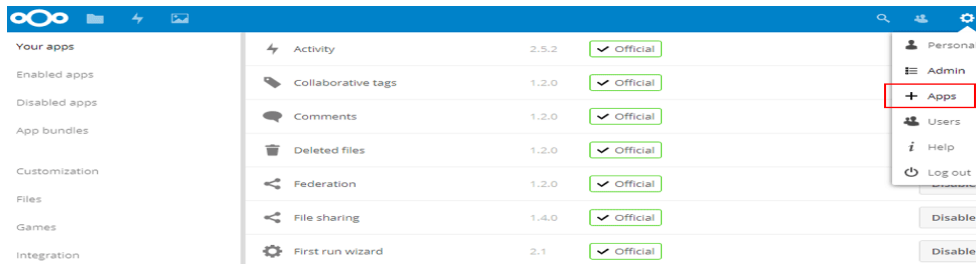 Your apps
Enabled apps
Disabled apps
App bundles
Customization
Files
Games
Integration
Activity 2.5.2 Official
Collaborative tags 1.2.0 Official
Comments 1.2.0 Official
Deleted files 1.2.0 Official
Federation 1.2.0 Official
File sharing 1.4.0 Official Disable
First run wizard 2.1 Official Disable
Personal
Admin
Apps
Users
Help
Log out